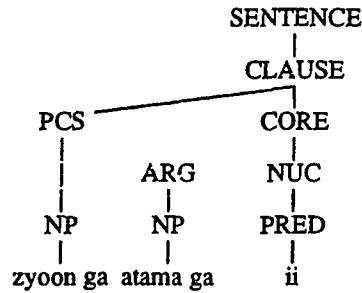 SENTENCE
CLAUSE
PCS CORE
ARG NUC
NP NP PRED
zyoon ga atama ga ii